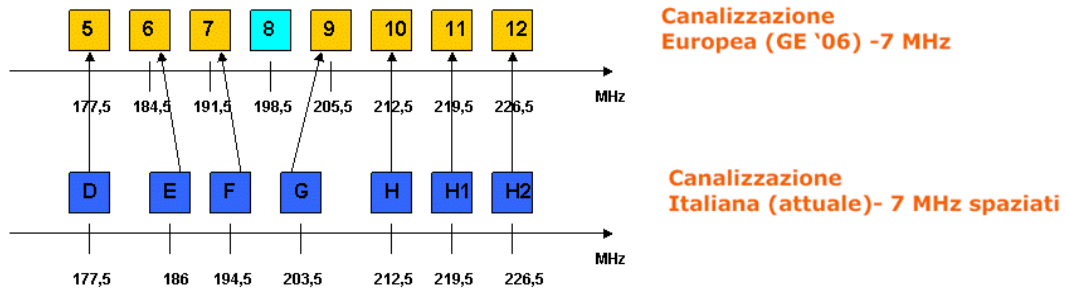 5 6 7 8 9 10 11 12
Canalizzazione
Europea (GE ‘06) -7 MHz
MHz
177,5 184,5 191,5 198,5 205,5 212,5 219,5 226,5
D E F G H H1 H2
Canalizzazione
Italiana (attuale)- 7 MHz spaziati
MHz
177,5 186 194,5 203,5 212,5 219,5 226,5